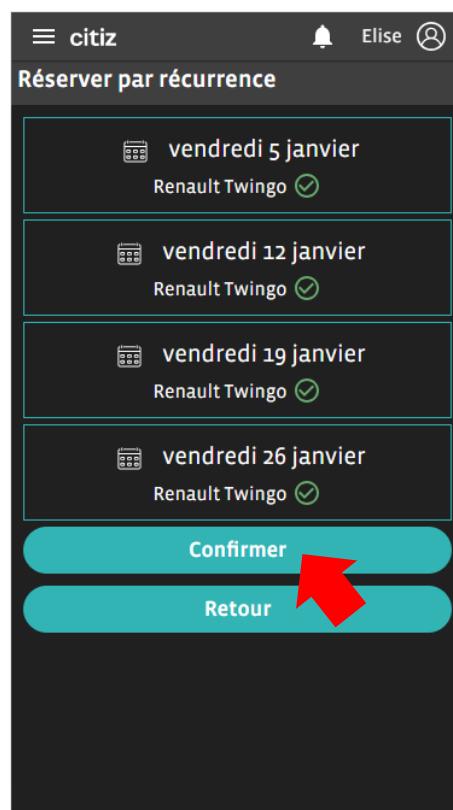 citiz Elise
Réserver par récurrence
vendredi 5 janvier
Renault Twingo
vendredi 12 janvier
Renault Twingo
vendredi 19 janvier
Renault Twingo
vendredi 26 janvier
Renault Twingo
Confirmer
Retour